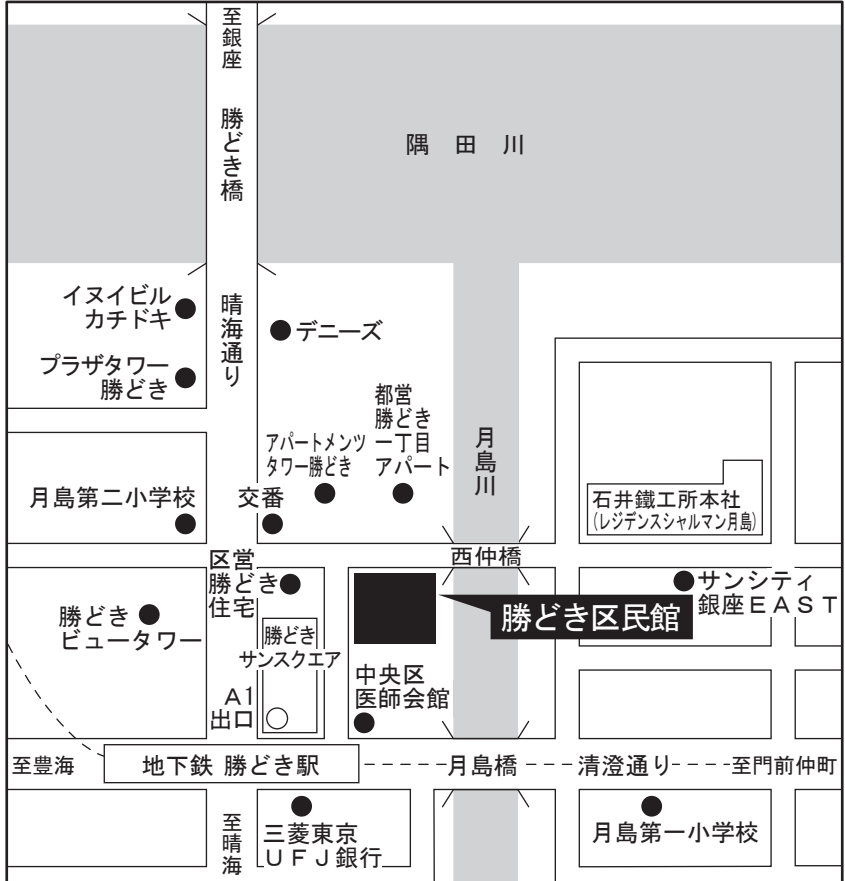 至銀座
勝どき橋
隅田川
イヌイビル
カチドキ
晴海通り
デニーズ
プラザタワー
勝どき
都営
勝どき
一丁目
アパート
アパートメンツ
タワー勝どき
月島川
月島第二小学校
交番
石井鐵工所本社
(レジデンスシャルマン月島)
西仲橋
区営
勝どき
住宅
サンシティ
銀座EAST
勝どき
ビュータワー
勝どき区民館
勝どき
サンスクエア
中央区
医師会館
A1
出口
至豊海
地下鉄 勝どき駅
月島橋
清澄通り
至門前仲町
至晴海
三菱東京
UFJ銀行
月島第一小学校